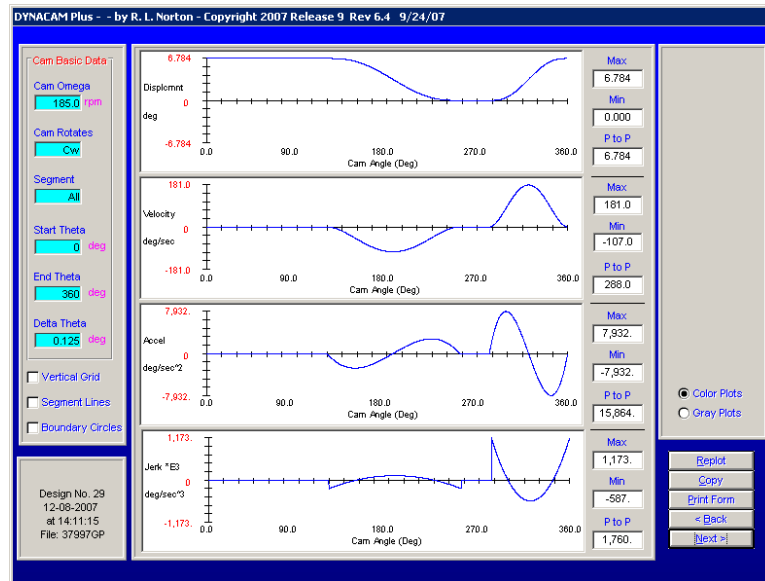 DYNACAM Plus - - by R. L. Norton - Copyright 2007 Release 9 Rev 6.4 9/24/07
Cam Basic Data
Cam Omega
185.0 rpm
Cam Rotates
Cw
Segment
All
Start Theta
0 deg
End Theta
360 deg
Delta Theta
0.125 deg
Vertical Grid
Segment Lines
Boundary Circles
Design No. 29
12-08-2007
at 14:11:15
File: 37997GP
6.784
Displcmnt
0
deg
-6.784
0.0 90.0 180.0 270.0 360.0
Cam Angle (Deg)
Max
6.784
Min
0.000
P to P
6.784
181.0
Velocity
0
deg/sec
-181.0
0.0 90.0 180.0 270.0 360.0
Cam Angle (Deg)
Max
181.0
Min
-107.0
P to P
288.0
7,932.
Accel
0
deg/sec^2
-7,932.
0.0 90.0 180.0 270.0 360.0
Cam Angle (Deg)
Max
7,932.
Min
-7,932.
P to P
15,864.
1,173.
Jerk *E3
0
deg/sec^3
-1,173.
0.0 90.0 180.0 270.0 360.0
Cam Angle (Deg)
Max
1,173.
Min
-587.
P to P
1,760.
Color Plots
Gray Plots
Replot
Copy
Print Form
< Back
Next >